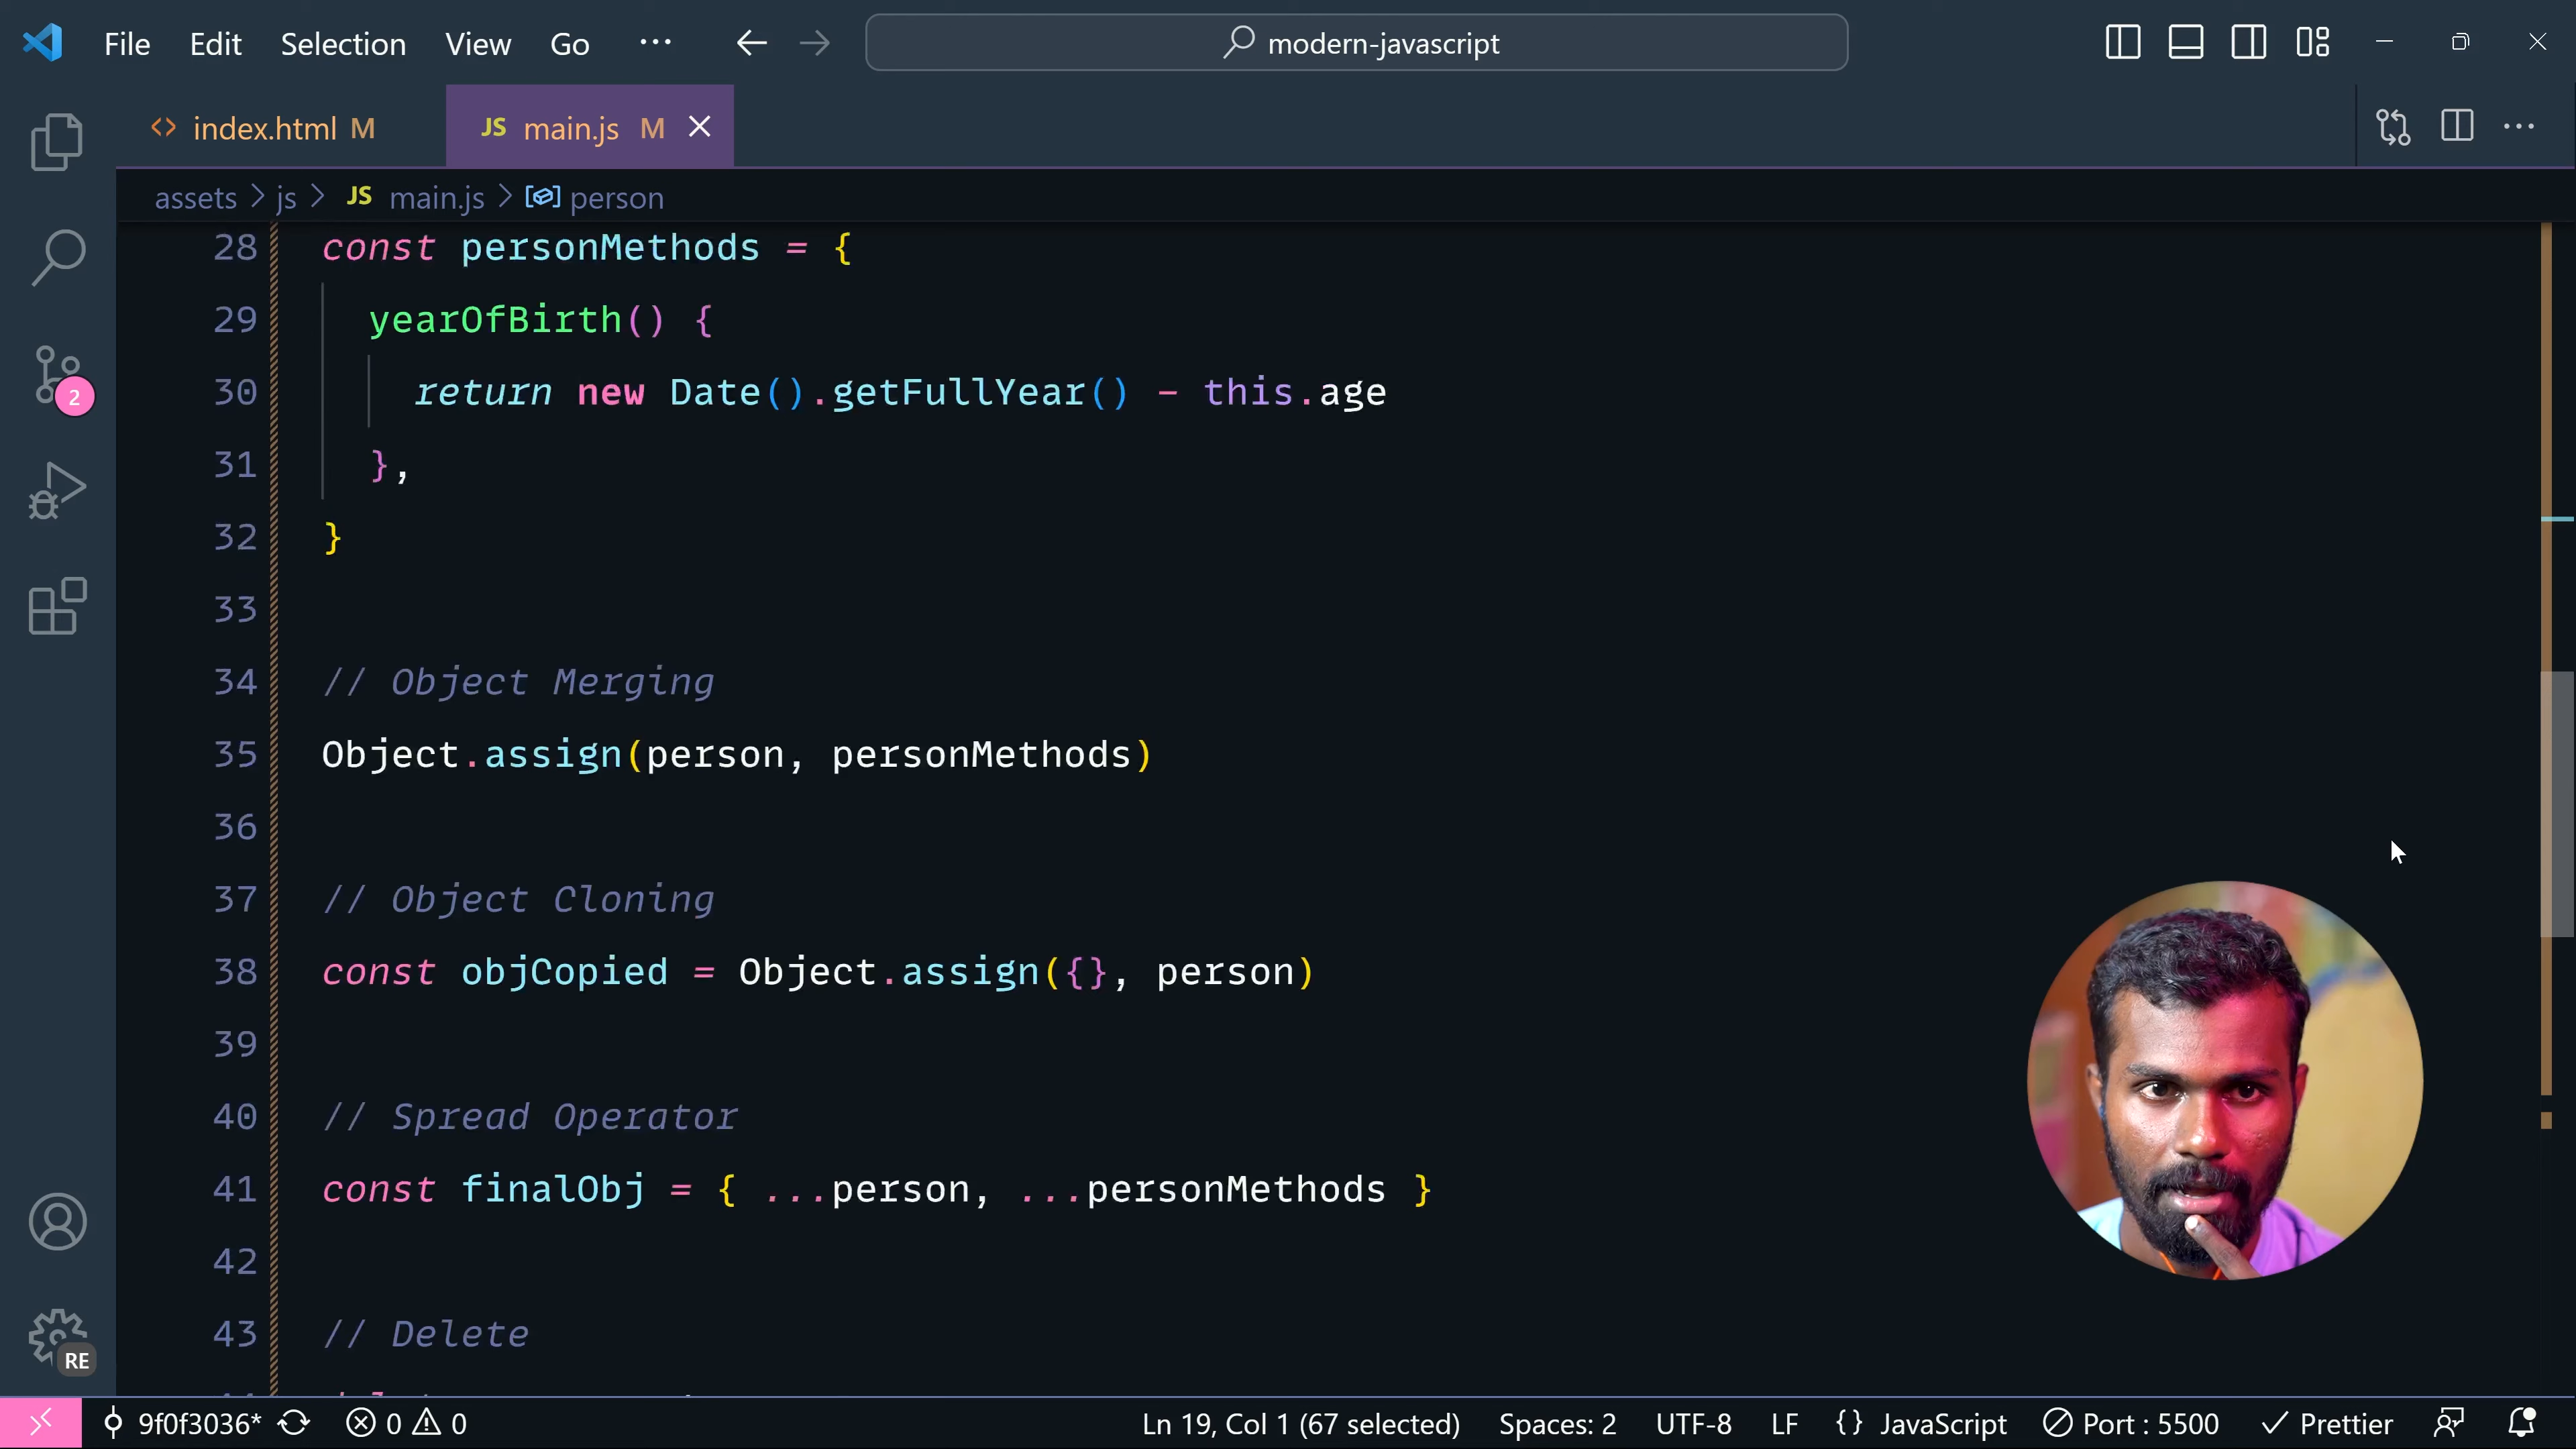 File Edit Selection View Go ··· modern-javascript
index.html M JS main.js M
assets > js > JS main.js > person
28 const personMethods = {
29 yearOfBirth() {
30 return new Date().getFullYear() - this.age
31 },
32 }
33
34 // Object Merging
35 Object.assign(person, personMethods)
36
37 // Object Cloning
38 const objCopied = Object.assign({}, person)
39
40 // Spread Operator
41 const finalObj = { ...person, ...personMethods }
42
43 // Delete
2
RE
9f0f3036* 0 0 Ln 19, Col 1 (67 selected) Spaces: 2 UTF-8 LF {} JavaScript Port : 5500 Prettier